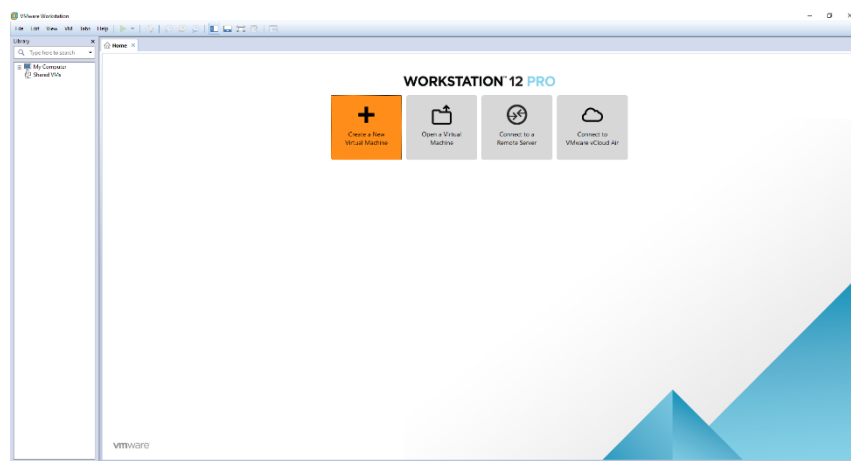 VMware Workstation
File Edit View VM Tabs Help
Library
Type here to search
My Computer
Shared VMs
Home
WORKSTATION™ 12 PRO
Create a New
Virtual Machine
Open a Virtual
Machine
Connect to a
Remote Server
Connect to
VMware vCloud Air
vmware